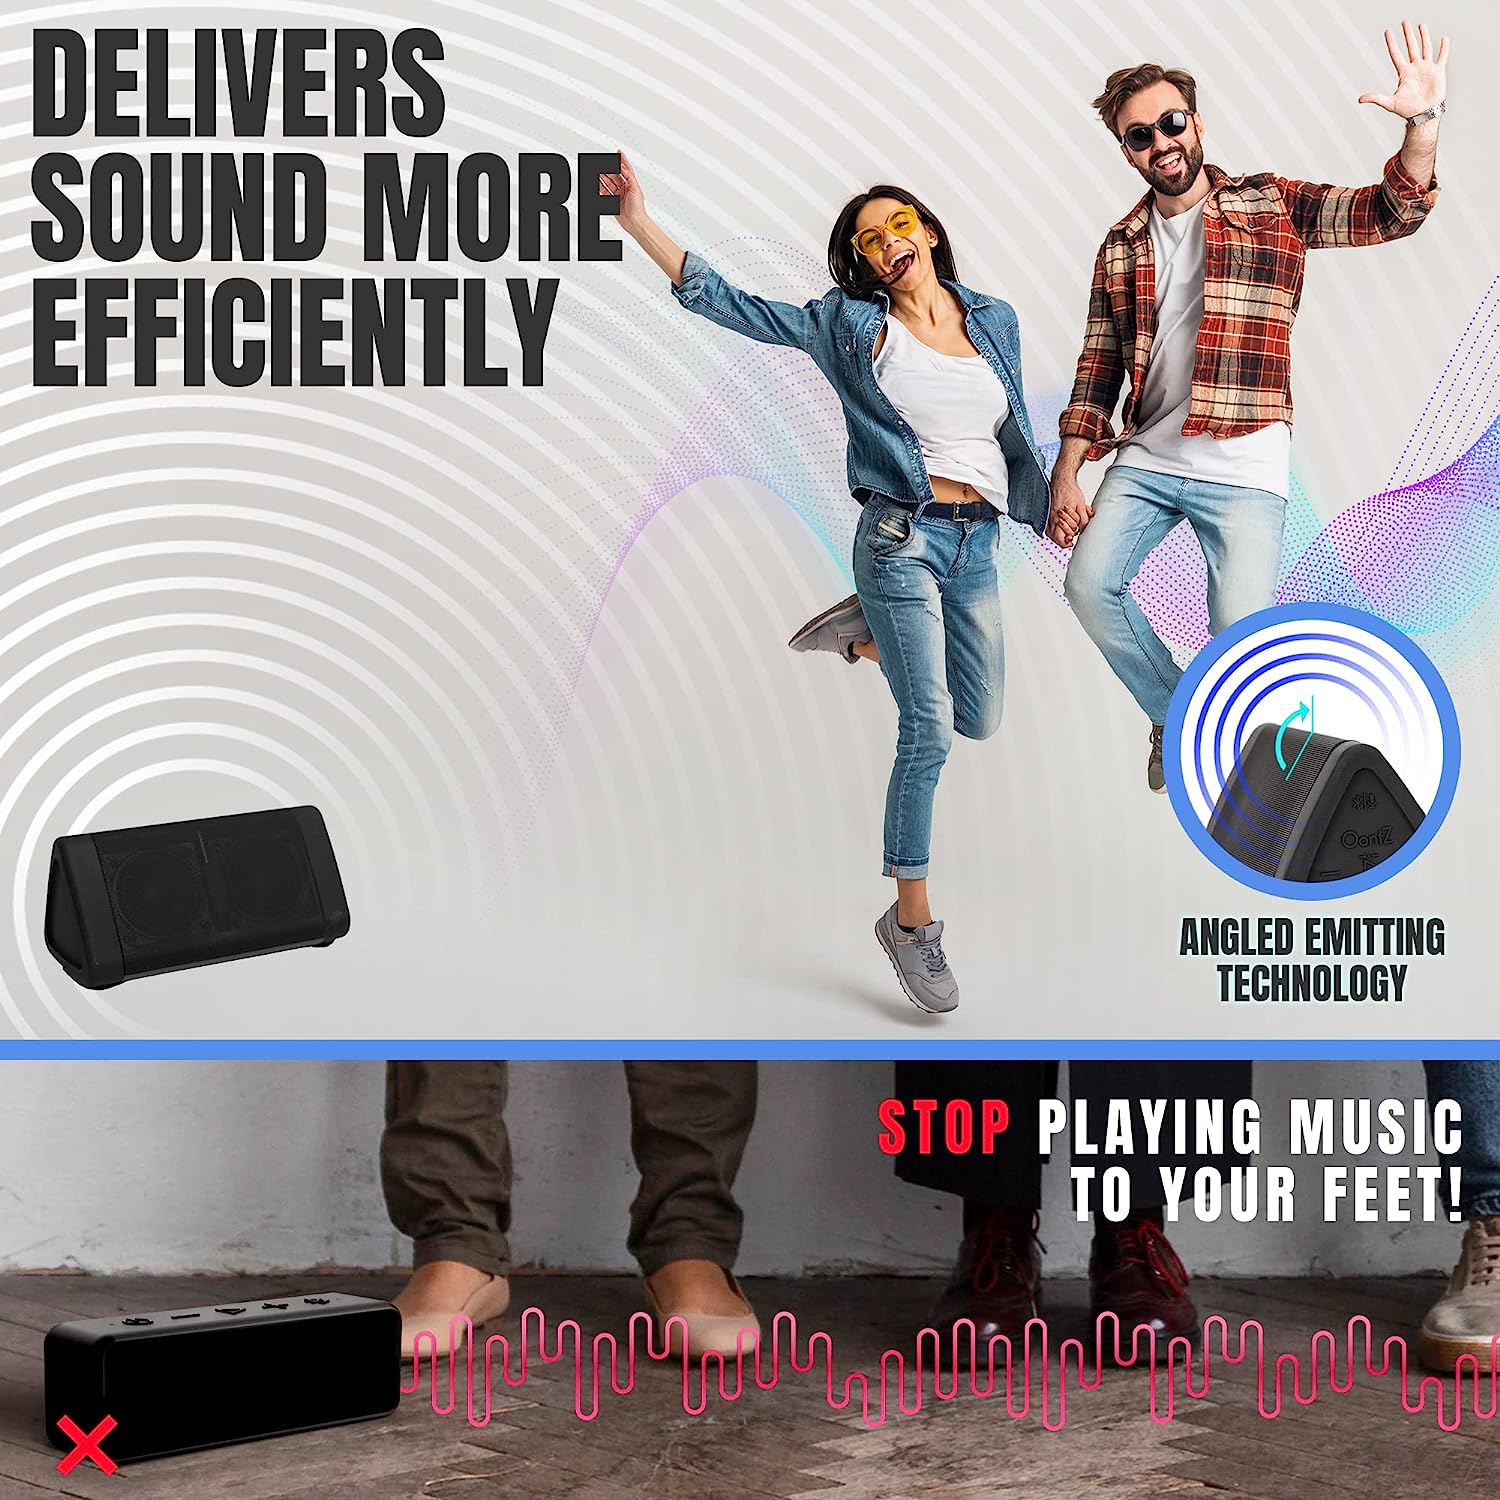 DELIVERS
SOUND MORE
EFFICIENTLY
OontZ
ANGLED EMITTING
TECHNOLOGY
STOP PLAYING MUSIC
TO YOUR FEET!